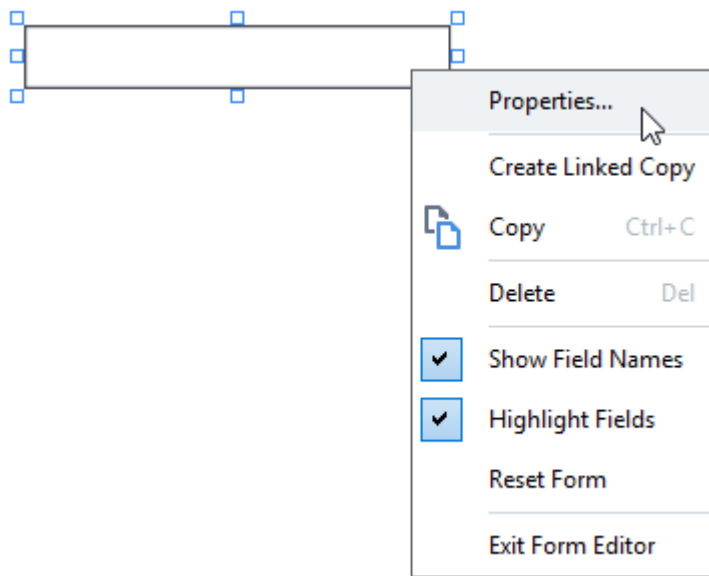 Properties...
Create Linked Copy
Copy Ctrl+C
Delete Del
Show Field Names
Highlight Fields
Reset Form
Exit Form Editor